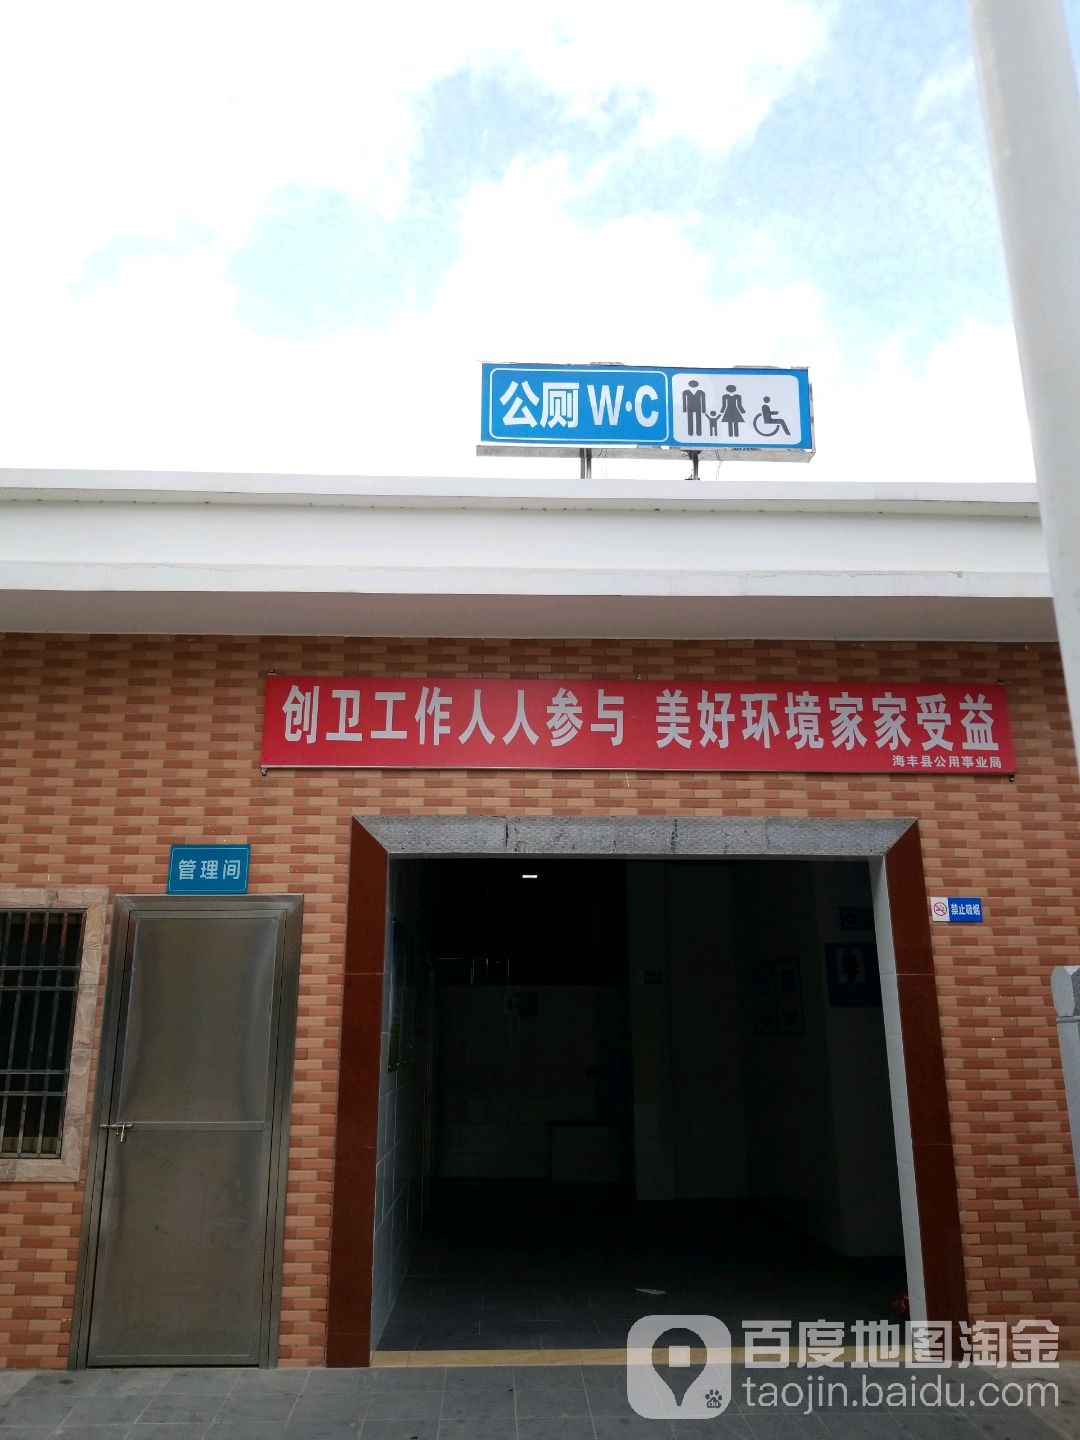 公厕 W·C
创卫工作人人参与 美好环境家家受益
海丰县公用事业局
管理间
禁止吸烟
百度地图淘金
taojin.baidu.com